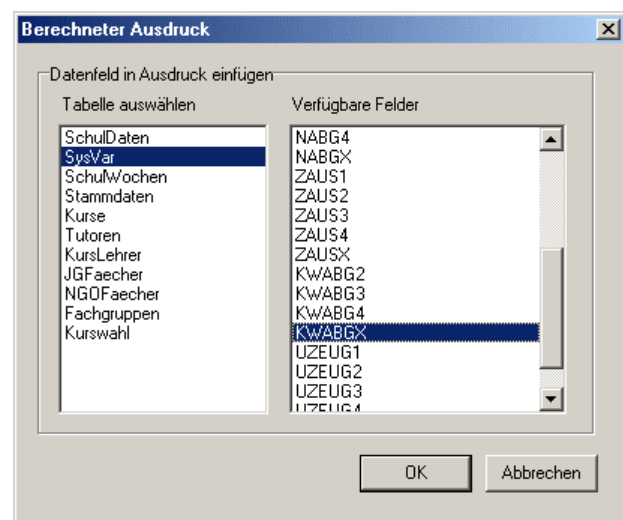 Berechneter Ausdruck
Datenfeld in Ausdruck einfügen
Tabelle auswählen
Verfügbare Felder
SchulDaten
SysVar
SchulWochen
Stammdaten
Kurse
Tutoren
KursLehrer
JGFaecher
NGOFaecher
Fachgruppen
Kurswahl
NABG4
NABGX
ZAUS1
ZAUS2
ZAUS3
ZAUS4
ZAUSX
KWABG2
KWABG3
KWABG4
KWABGX
UZEUG1
UZEUG2
UZEUG3
UZEUG4
OK
Abbrechen